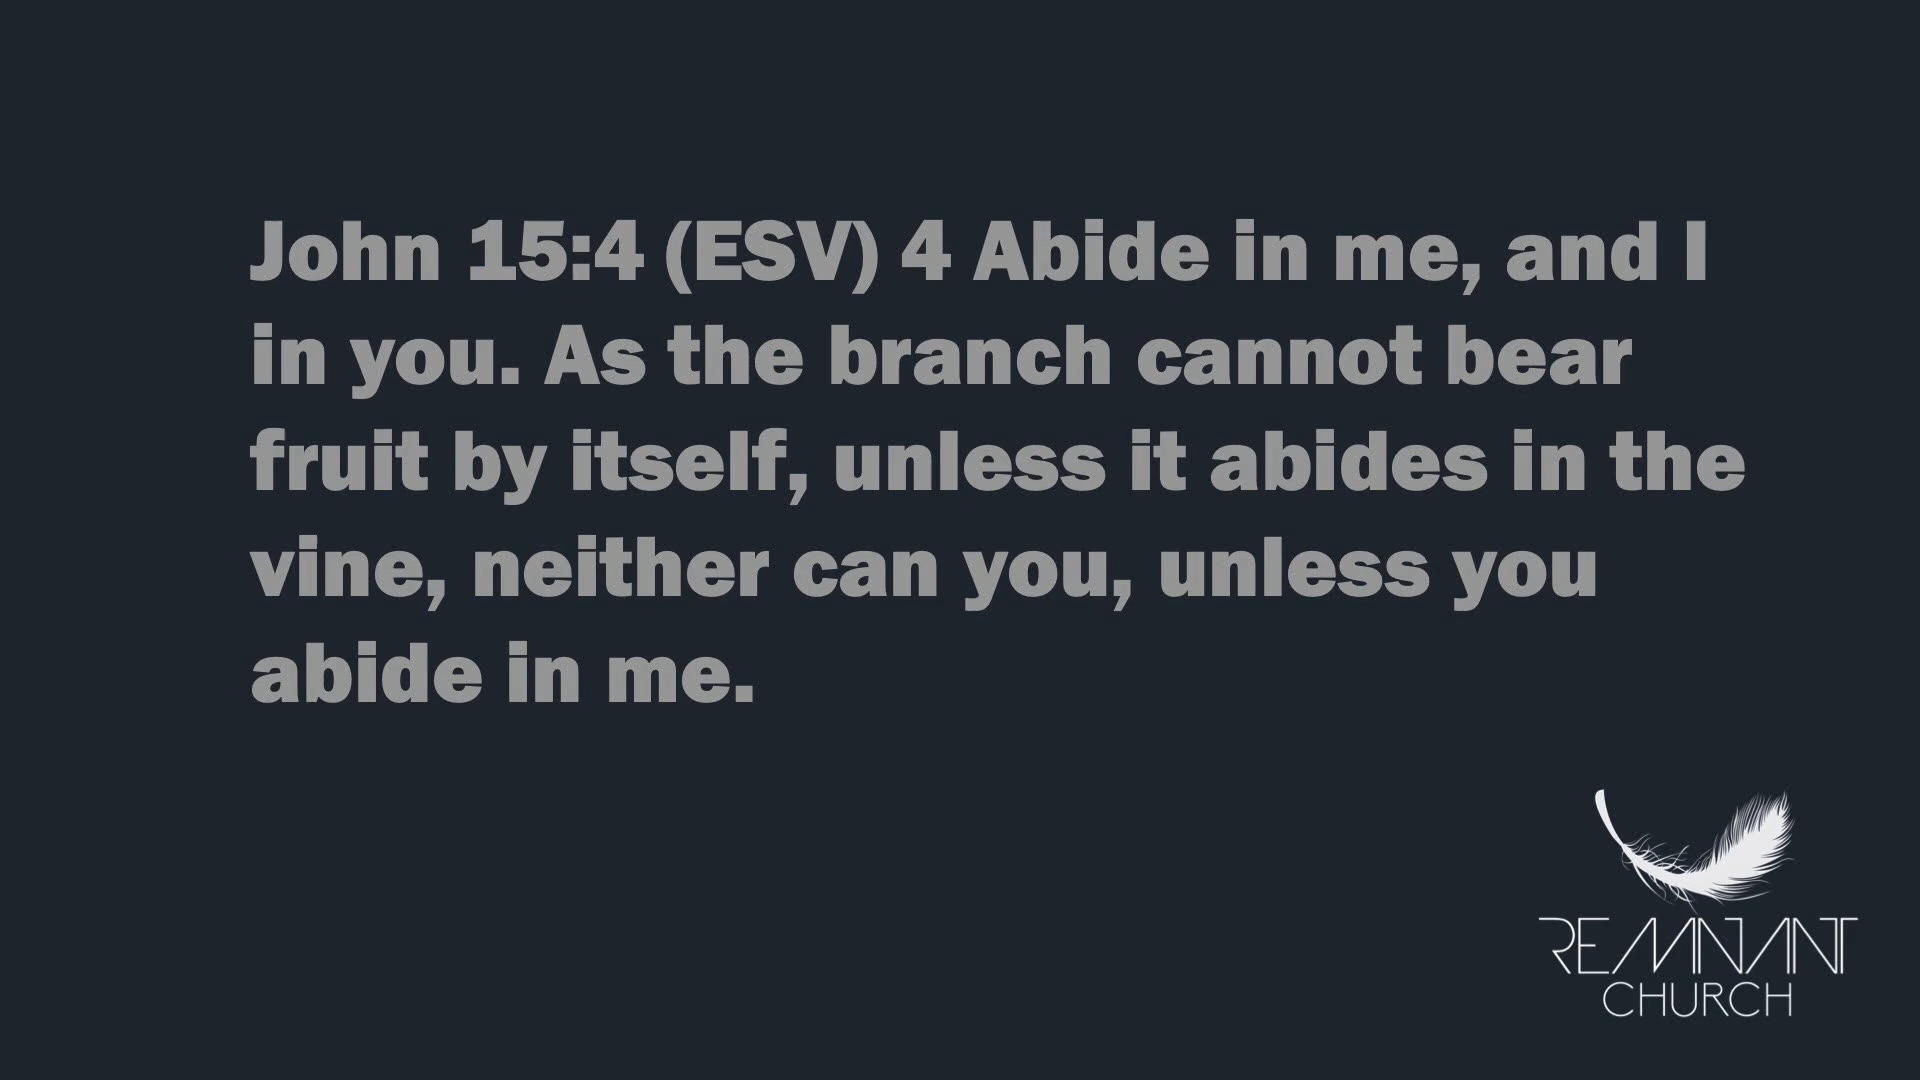 John 15:4 (ESV) 4 Abide in me, and I
in you. As the branch cannot bear
fruit by itself, unless it abides in the
vine, neither can you, unless you
abide in me.
REMNANT
CHURCH